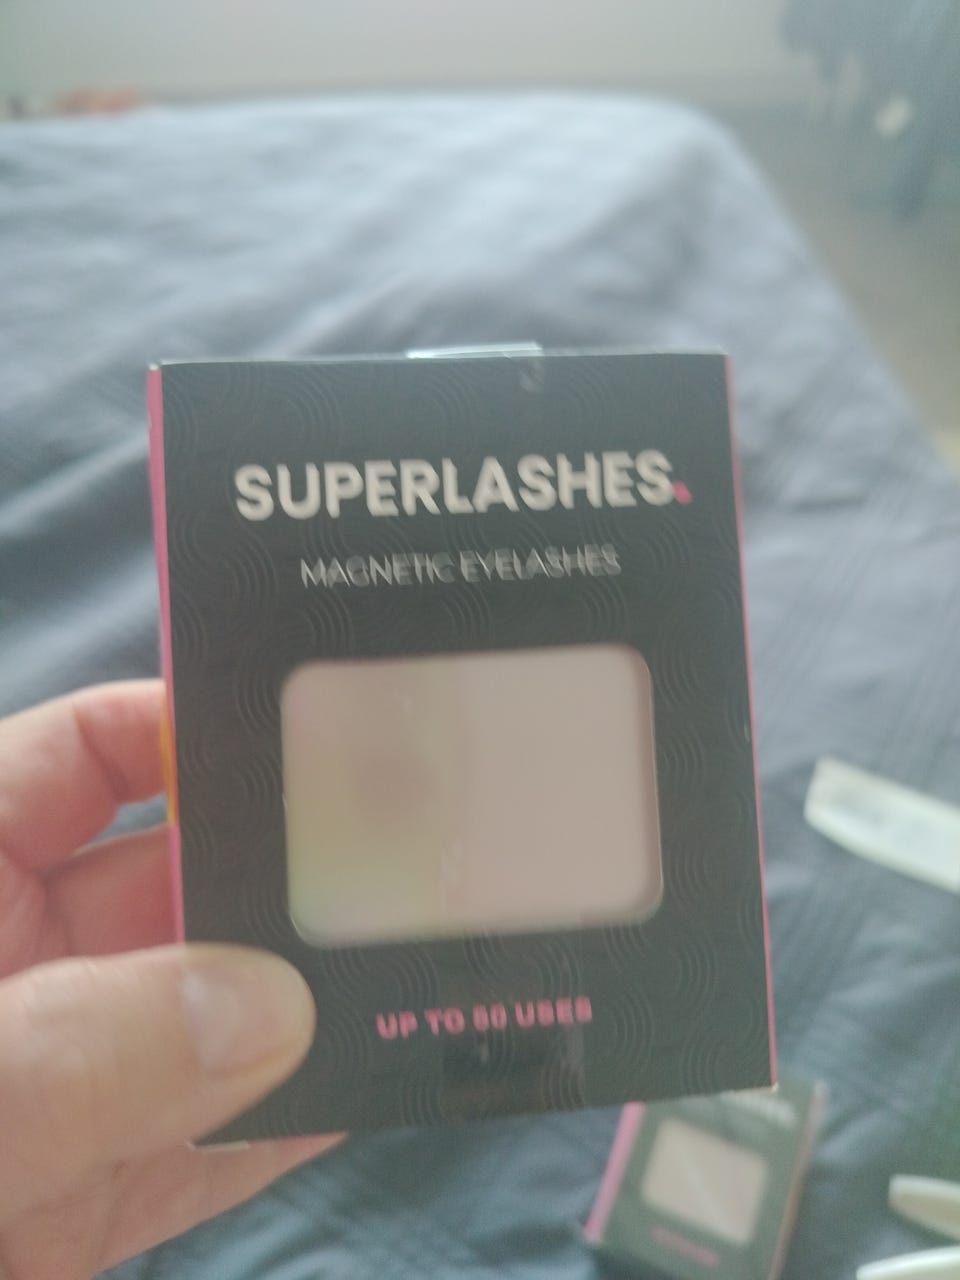 SUPERLASHES.
MAGNETIC EYELASHES
UP TO 60 USES